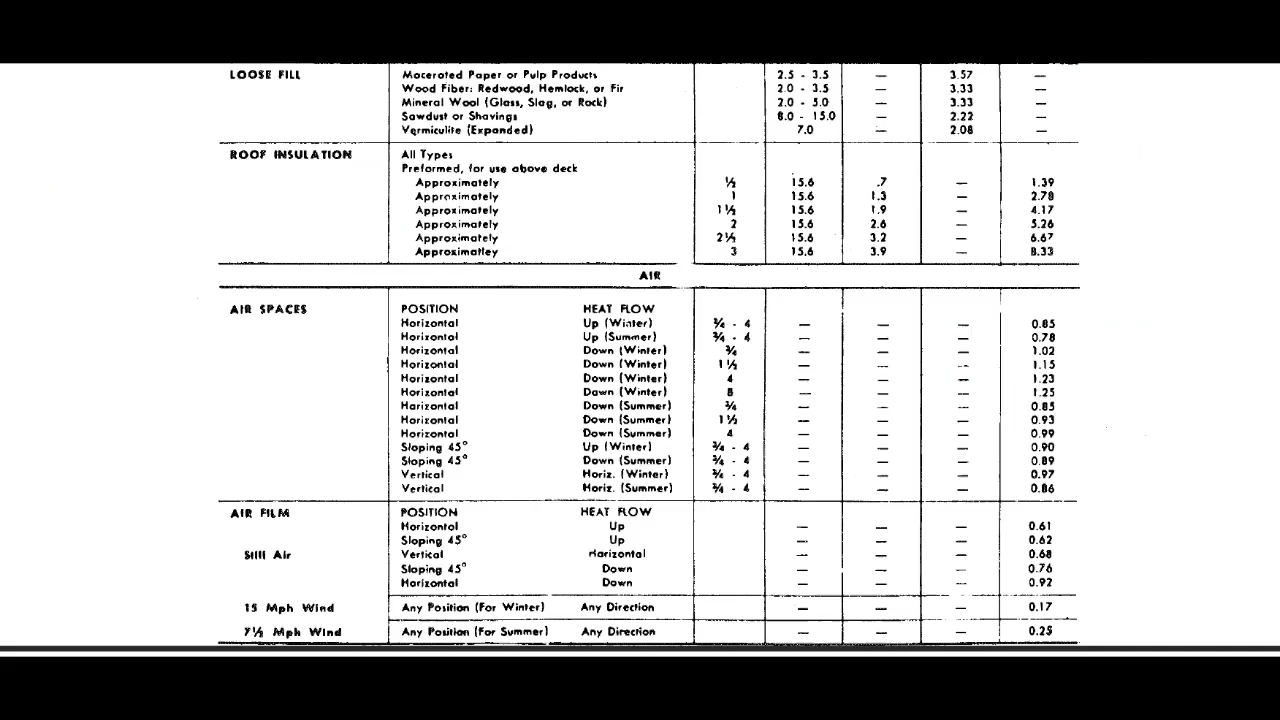 LOOSE FILL Macerated Paper or Pulp Products 2.5 - 3.5 — 3.57 —
Wood Fiber: Redwood, Hemlock, or Fir 2.0 - 3.5 — 3.33 —
Mineral Wool (Glass, Slag, or Rock) 2.0 - 5.0 — 3.33 —
Sawdust or Shavings 8.0 - 15.0 — 2.22 —
Vermiculite (Expanded) 7.0 — 2.08 —
ROOF INSULATION All Types
Preformed, for use above deck
Approximately ½ 15.6 .7 — 1.39
Approximately 1 15.6 1.3 — 2.78
Approximately 1½ 15.6 1.9 — 4.17
Approximately 2 15.6 2.6 — 5.26
Approximately 2½ 15.6 3.2 — 6.67
Approximatley 3 15.6 3.9 — 8.33
AIR
AIR SPACES POSITION HEAT FLOW
Horizontal Up (Winter) ¾ - 4 — — — 0.85
Horizontal Up (Summer) ¾ - 4 — — — 0.78
Horizontal Down (Winter) ¾ — — — 1.02
Horizontal Down (Winter) 1½ — — — 1.15
Horizontal Down (Winter) 4 — — — 1.23
Horizontal Down (Winter) 8 — — — 1.25
Horizontal Down (Summer) ¾ — — — 0.85
Horizontal Down (Summer) 1½ — — — 0.93
Horizontal Down (Summer) 4 — — — 0.99
Sloping 45° Up (Winter) ¾ - 4 — — — 0.90
Sloping 45° Down (Summer) ¾ - 4 — — — 0.89
Vertical Horiz. (Winter) ¾ - 4 — — — 0.97
Vertical Horiz. (Summer) ¾ - 4 — — — 0.86
AIR FILM POSITION HEAT FLOW
Horizontal Up — — — 0.61
Sloping 45° Up — — — 0.62
Still Air Vertical Horizontal — — — 0.68
Sloping 45° Down — — — 0.76
Horizontal Down — — — 0.92
15 Mph Wind Any Position (For Winter) Any Direction — — — 0.17
7½ Mph Wind Any Position (For Summer) Any Direction — — — 0.25